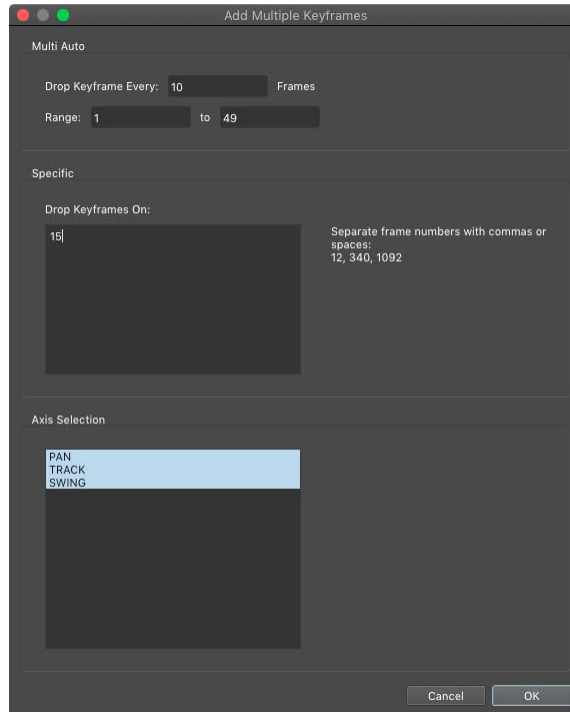 Add Multiple Keyframes
Multi Auto
Drop Keyframe Every: 10 Frames
Range: 1 to 49
Specific
Drop Keyframes On:
15
Separate frame numbers with commas or
spaces:
12, 340, 1092
Axis Selection
PAN
TRACK
SWING
Cancel OK